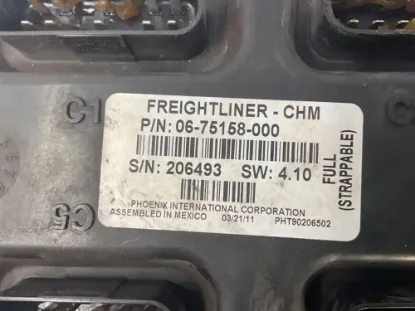 C1
FREIGHTLINER - CHM
P/N: 06-75158-000
S/N: 206493 SW: 4.10
FULL
(STRAPPABLE)
PHOENIX INTERNATIONAL CORPORATION
ASSEMBLED IN MEXICO 03/21/11 PHT90206502
C5